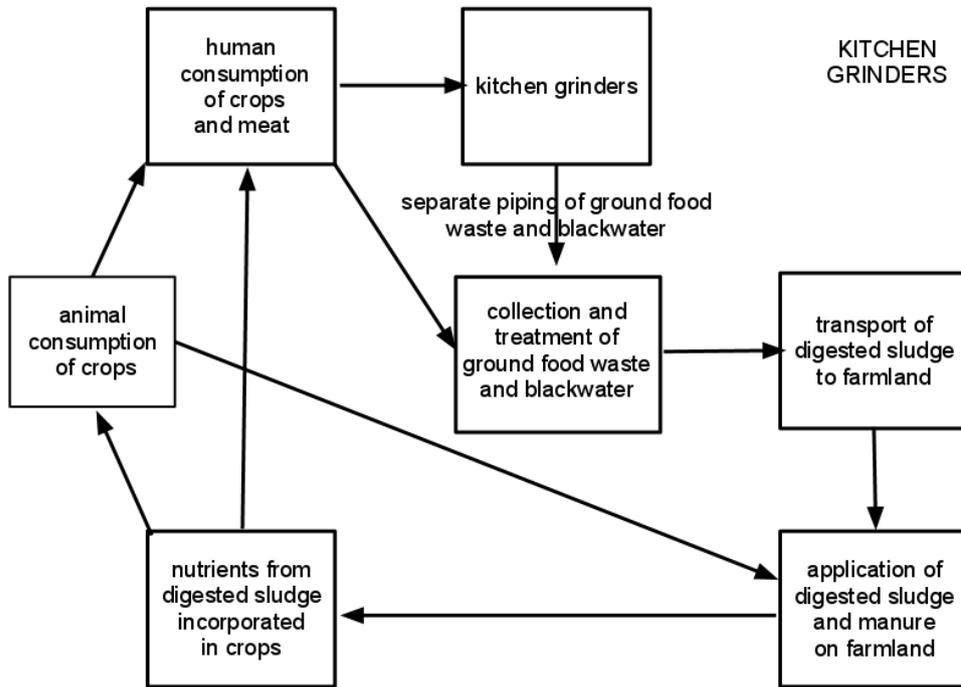 human
consumption
of crops
and meat
kitchen grinders
KITCHEN
GRINDERS
separate piping of ground food
waste and blackwater
animal
consumption
of crops
collection and
treatment of
ground food waste
and blackwater
transport of
digested sludge
to farmland
nutrients from
digested sludge
incorporated
in crops
application of
digested sludge
and manure
on farmland